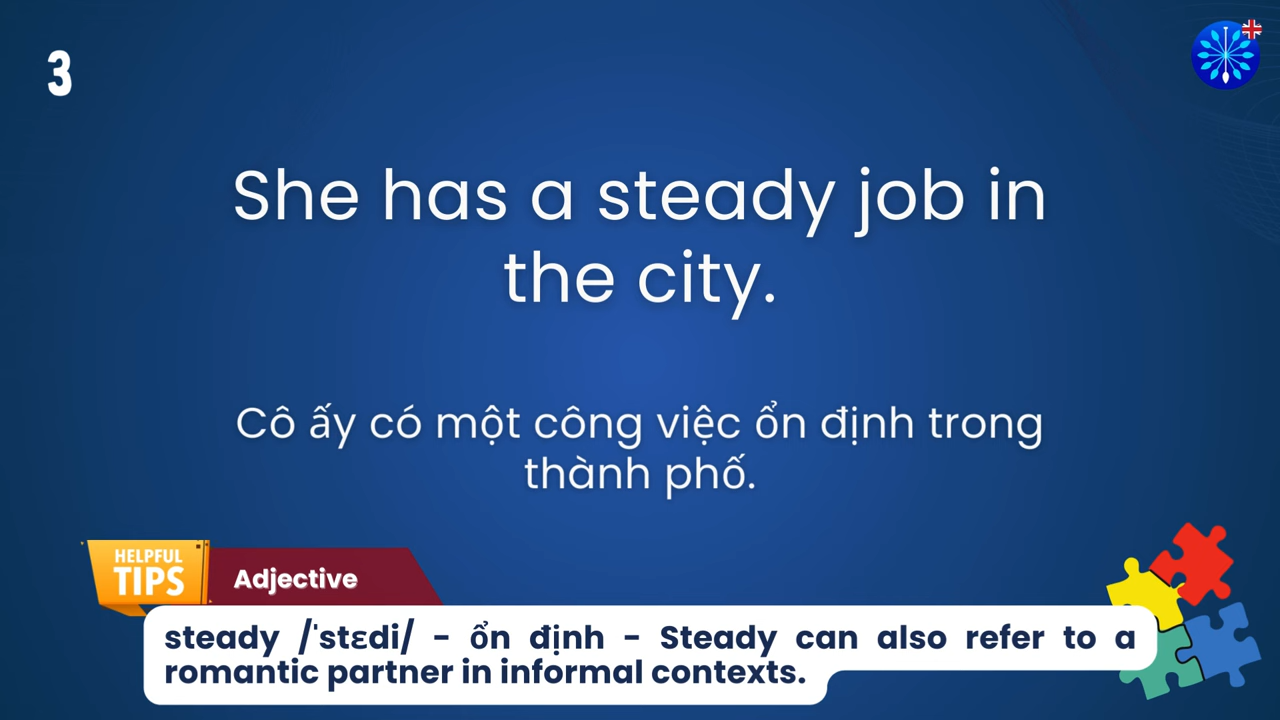 3
She has a steady job in
the city.
Cô ấy có một công việc ổn định trong
thành phố.
HELPFUL
TIPS
Adjective
steady /ˈstɛdi/ - ổn định - Steady can also refer to a
romantic partner in informal contexts.